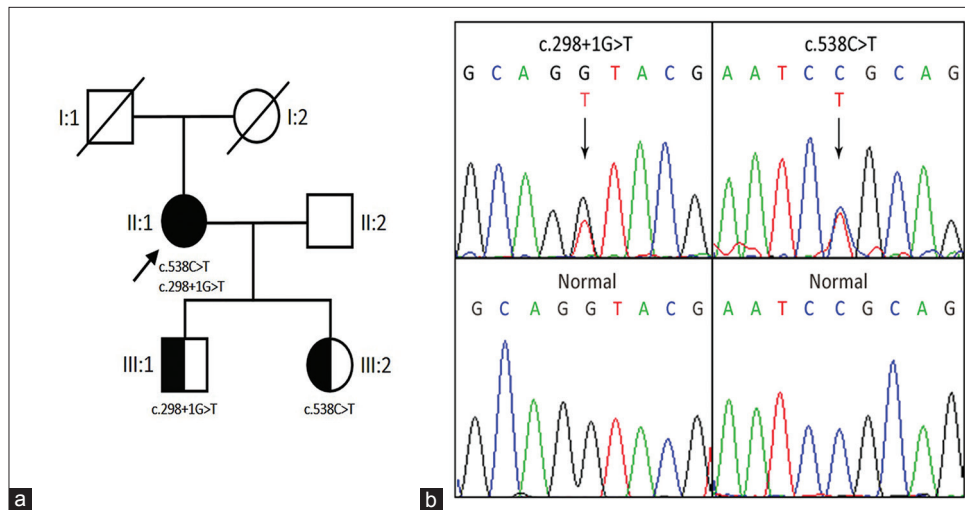 I:1
I:2
II:1
II:2
c.538C>T
c.298+1G>T
III:1
III:2
c.298+1G>T
c.538C>T
a
c.298+1G>T
G C A G G T A C G
T
c.538C>T
A A T C C G C A G
T
Normal
G C A G G T A C G
Normal
A A T C C G C A G
b